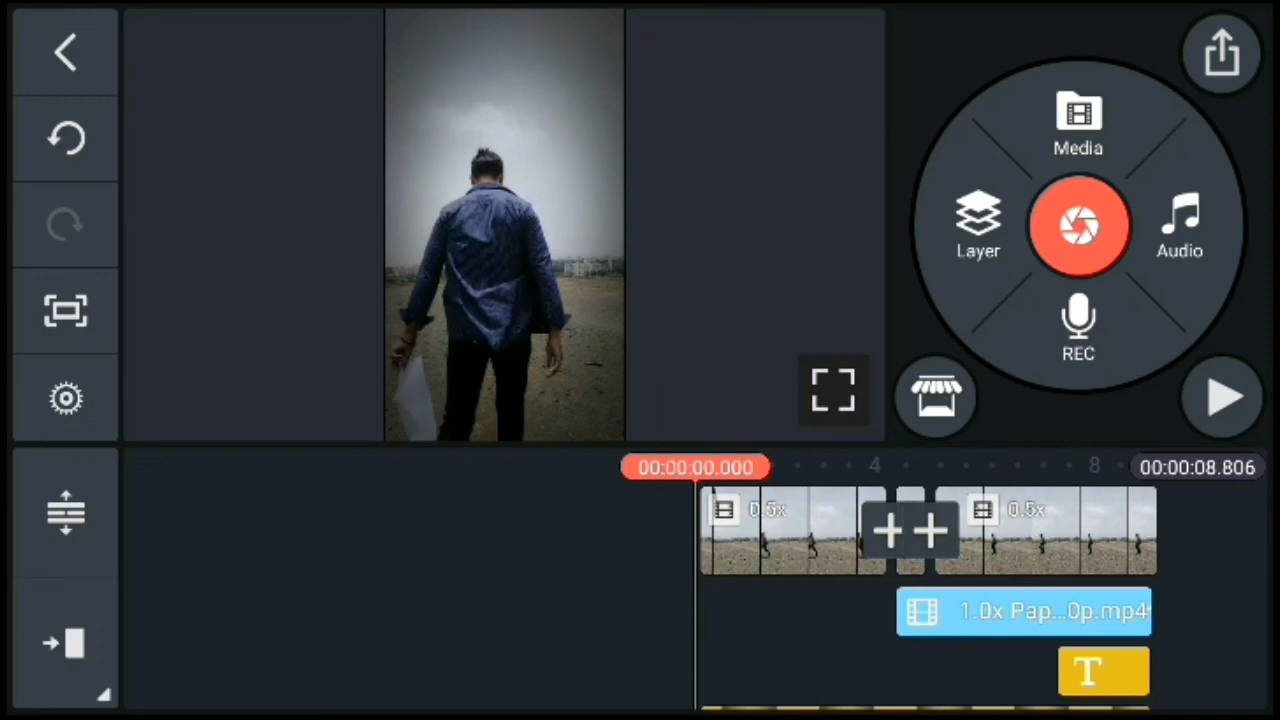 Media
Layer
Audio
REC
00:00:00.000
4
8
00:00:08.806
0.5x
0.5x
1.0x Pap...0p.mp4
T